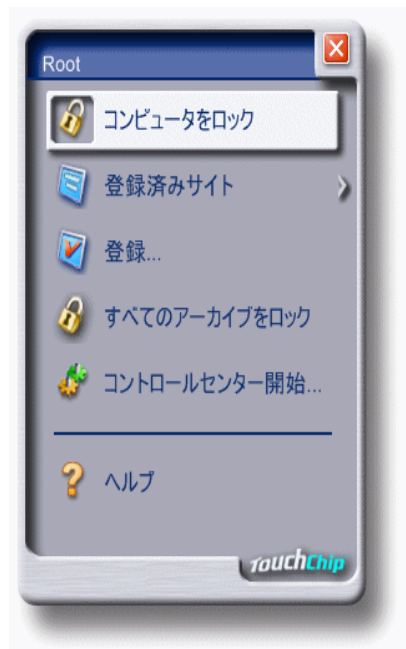 Root
コンピュータをロック
登録済みサイト
登録...
すべてのアーカイブをロック
コントロールセンター開始...
ヘルプ
TouchChip